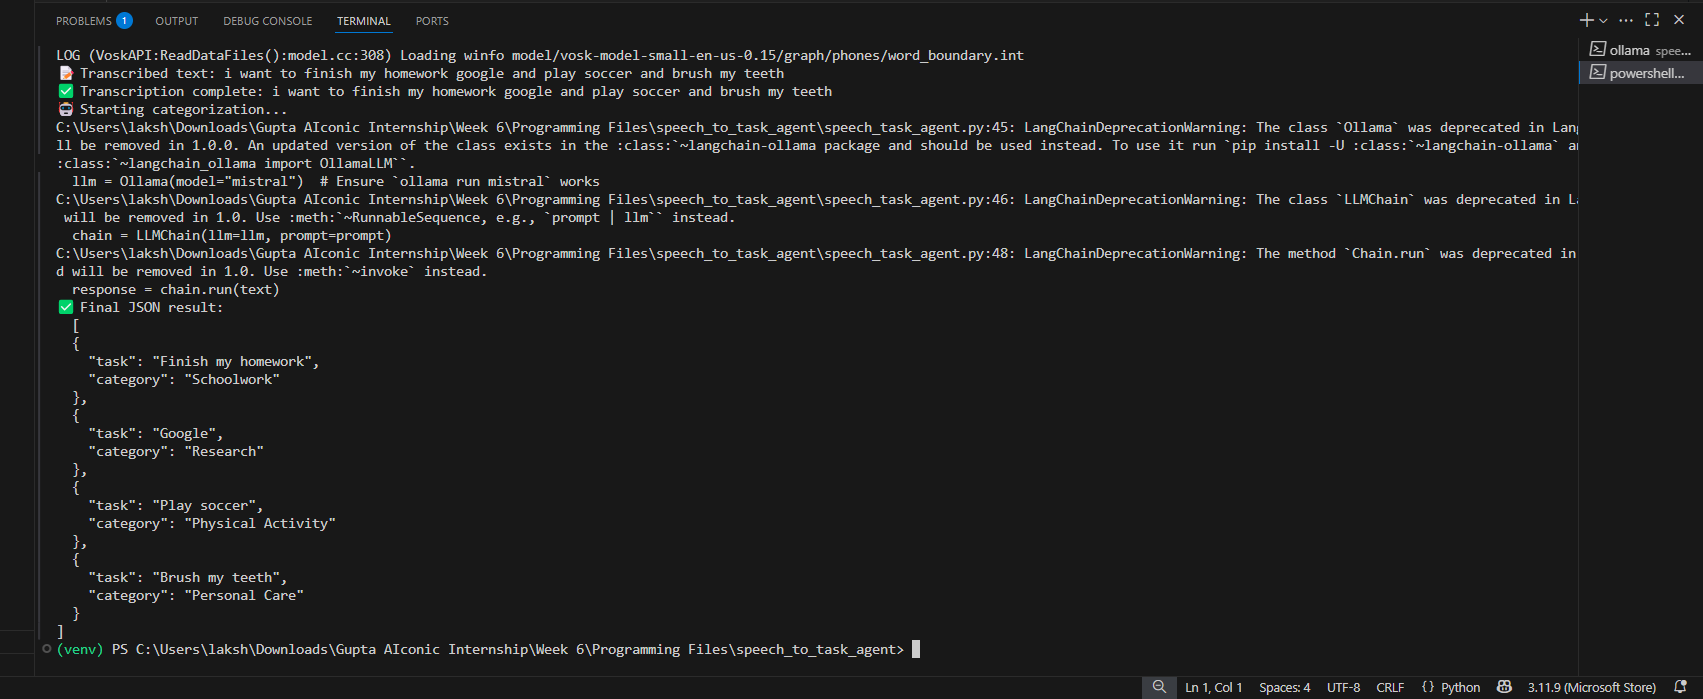 PROBLEMS 1 OUTPUT DEBUG CONSOLE TERMINAL PORTS
ollama spee...
powershell...
LOG (VoskAPI:ReadDataFiles():model.cc:308) Loading winfo model/vosk-model-small-en-us-0.15/graph/phones/word_boundary.int
📝 Transcribed text: i want to finish my homework google and play soccer and brush my teeth
✅ Transcription complete: i want to finish my homework google and play soccer and brush my teeth
🤖 Starting categorization...
C:\Users\laksh\Downloads\Gupta AIconic Internship\Week 6\Programming Files\speech_to_task_agent\speech_task_agent.py:45: LangChainDeprecationWarning: The class `Ollama` was deprecated in Lang
ll be removed in 1.0.0. An updated version of the class exists in the :class:`~langchain-ollama package and should be used instead. To use it run `pip install -U :class:`~langchain-ollama` a
:class:`~langchain_ollama import OllamaLLM``.
llm = Ollama(model="mistral")  # Ensure `ollama run mistral` works
C:\Users\laksh\Downloads\Gupta AIconic Internship\Week 6\Programming Files\speech_to_task_agent\speech_task_agent.py:46: LangChainDeprecationWarning: The class `LLMChain` was deprecated in La
will be removed in 1.0. Use :meth:`~RunnableSequence, e.g., `prompt | llm`` instead.
chain = LLMChain(llm=llm, prompt=prompt)
C:\Users\laksh\Downloads\Gupta AIconic Internship\Week 6\Programming Files\speech_to_task_agent\speech_task_agent.py:48: LangChainDeprecationWarning: The method `Chain.run` was deprecated in
d will be removed in 1.0. Use :meth:`~invoke` instead.
response = chain.run(text)
✅ Final JSON result:
[
{
"task": "Finish my homework",
"category": "Schoolwork"
},
{
"task": "Google",
"category": "Research"
},
{
"task": "Play soccer",
"category": "Physical Activity"
},
{
"task": "Brush my teeth",
"category": "Personal Care"
}
]
(venv) PS C:\Users\laksh\Downloads\Gupta AIconic Internship\Week 6\Programming Files\speech_to_task_agent>
Ln 1, Col 1 Spaces: 4 UTF-8 CRLF {} Python 3.11.9 (Microsoft Store)